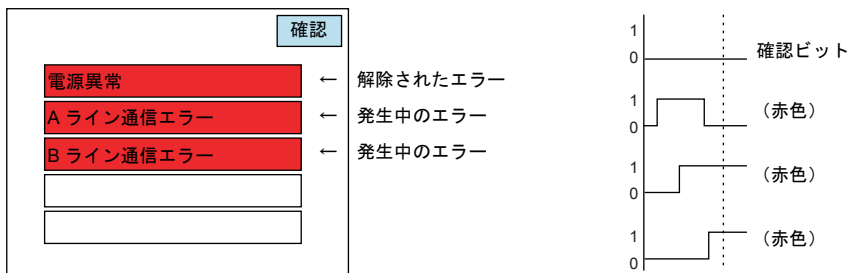 確認
電源異常 ← 解除されたエラー
A ライン通信エラー ← 発生中のエラー
B ライン通信エラー ← 発生中のエラー
1
0
確認ビット
1
0
（赤色）
1
0
（赤色）
1
0
（赤色）